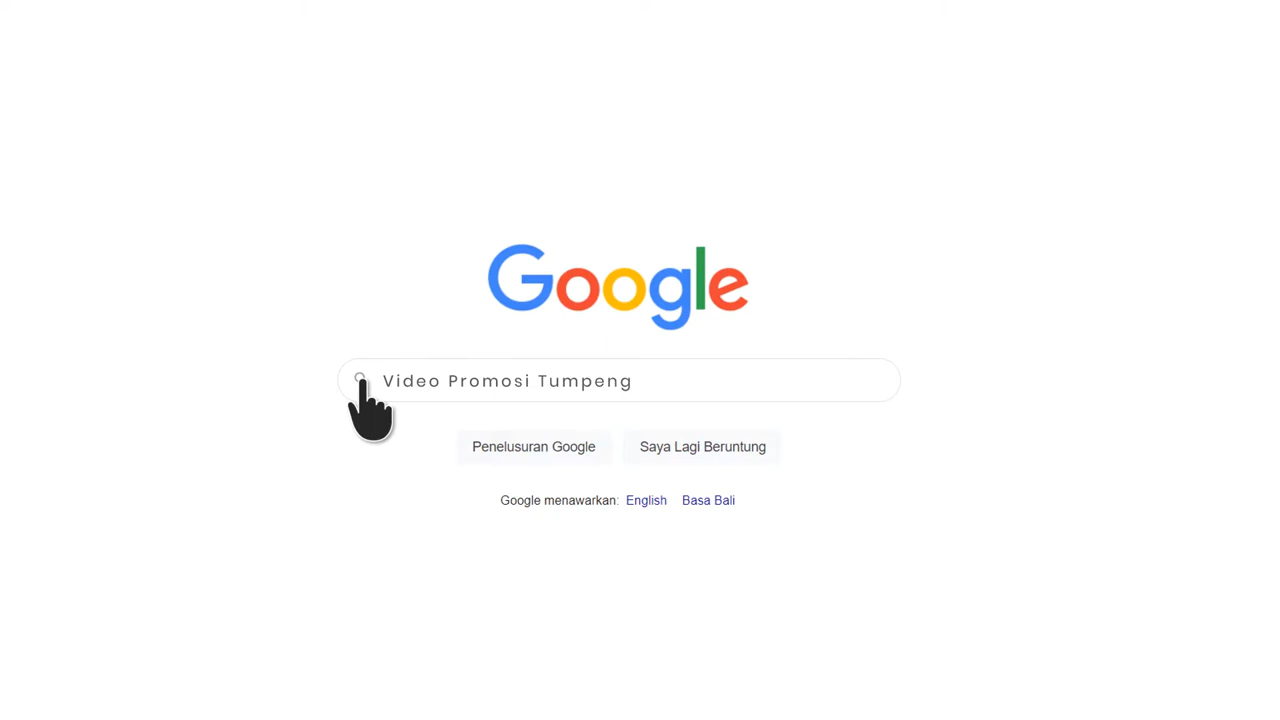 Google
Video Promosi Tumpeng
Penelusuran Google Saya Lagi Beruntung
Google menawarkan: English Basa Bali